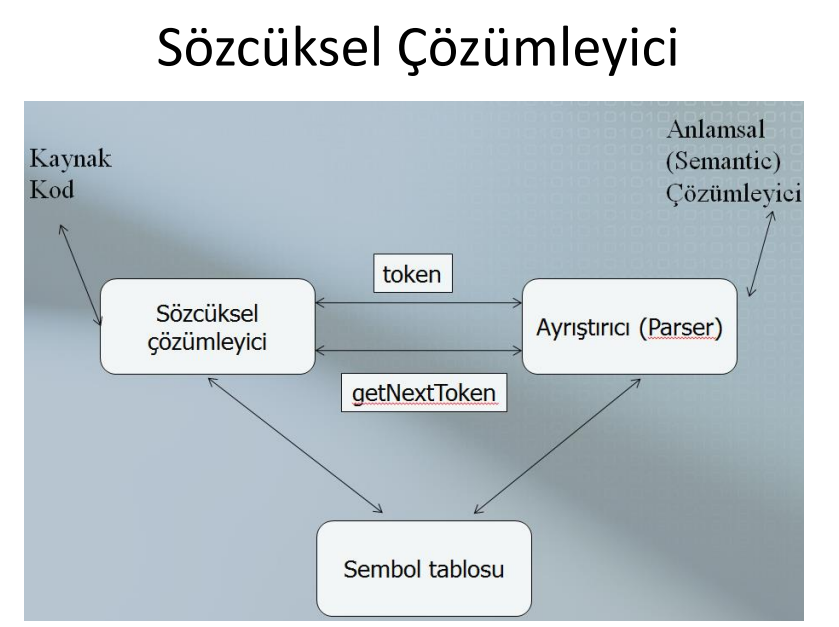 Sözcüksel Çözümleyici
Kaynak
Kod
Anlamsal
(Semantic)
Çözümleyici
token
Sözcüksel
çözümleyici
Ayrıştırıcı (Parser)
getNextToken
Sembol tablosu